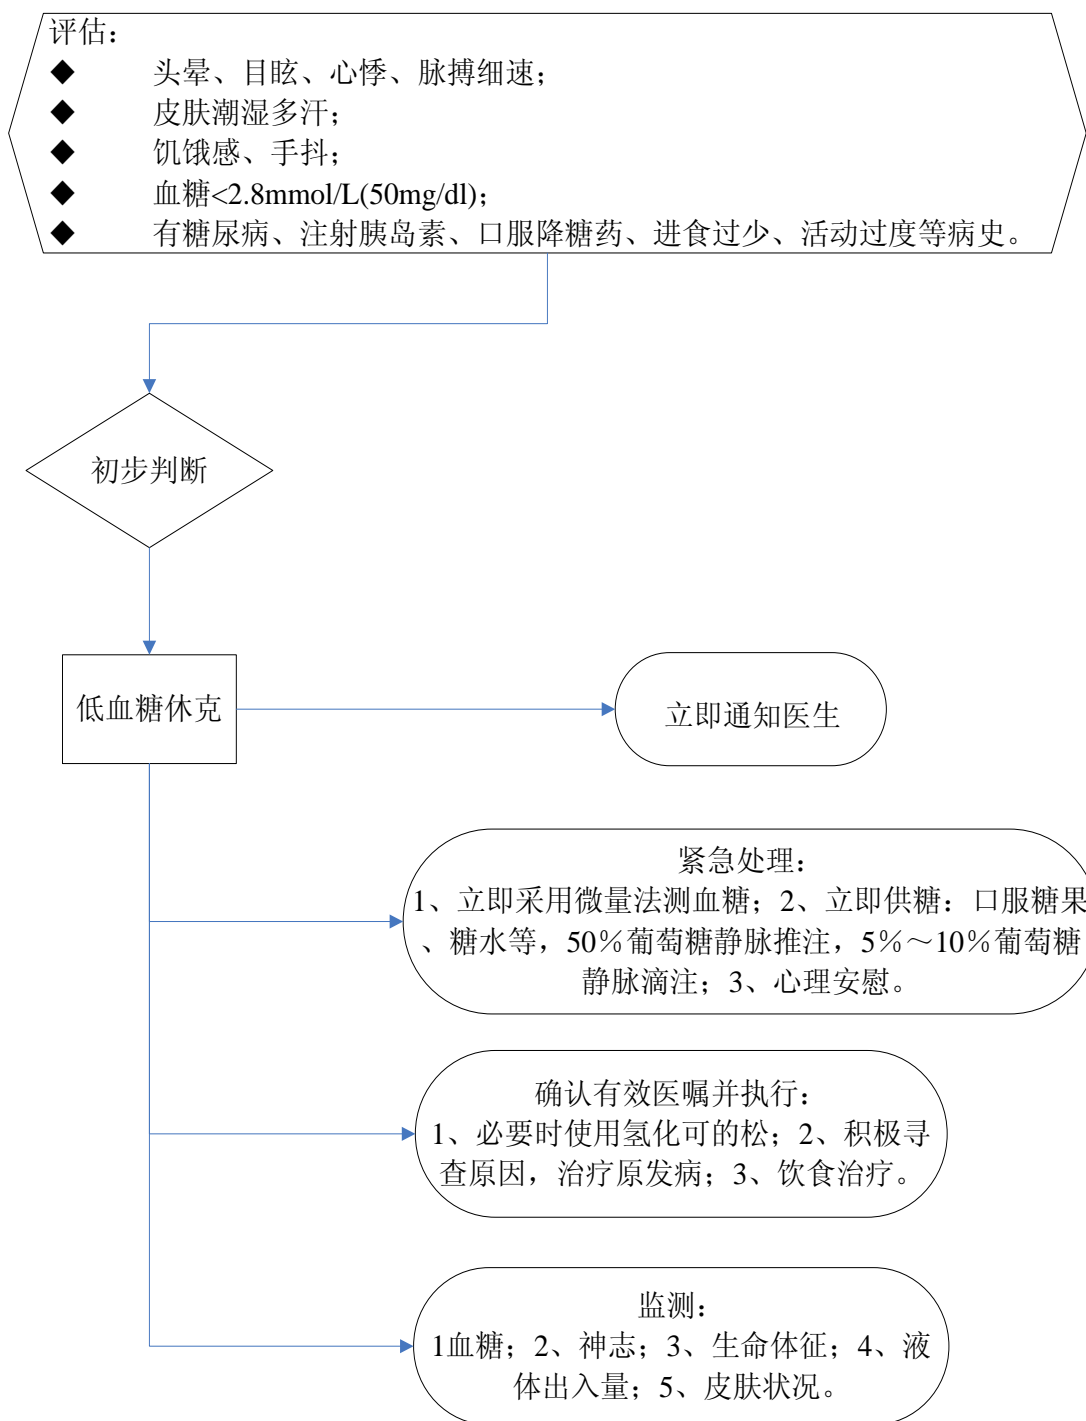 评估：
◆ 头晕、目眩、心悸、脉搏细速；
◆ 皮肤潮湿多汗；
◆ 饥饿感、手抖；
◆ 血糖<2.8mmol/L(50mg/dl)；
◆ 有糖尿病、注射胰岛素、口服降糖药、进食过少、活动过度等病史。
初步判断
低血糖休克
立即通知医生
紧急处理：
1、立即采用微量法测血糖；2、立即供糖：口服糖果
、糖水等，50％葡萄糖静脉推注，5％～10％葡萄糖
静脉滴注；3、心理安慰。
确认有效医嘱并执行：
1、必要时使用氢化可的松；2、积极寻
查原因，治疗原发病；3、饮食治疗。
监测：
1血糖；2、神志；3、生命体征；4、液
体出入量；5、皮肤状况。